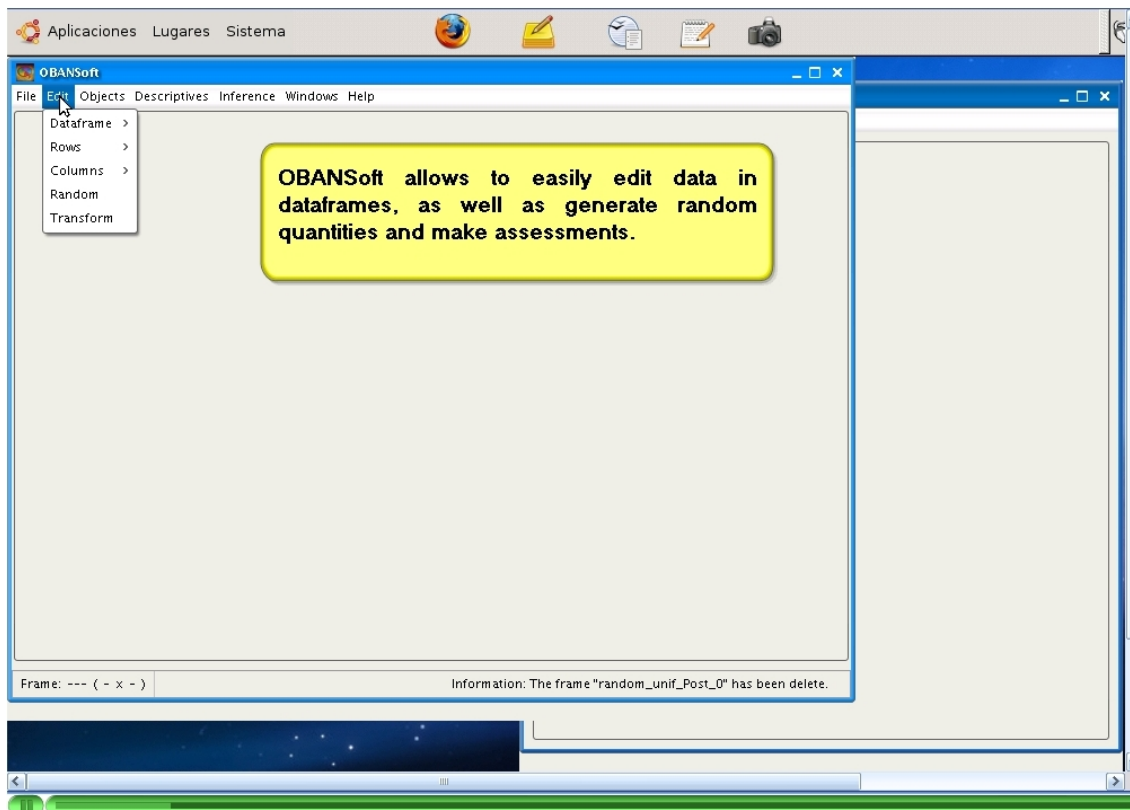 Aplicaciones Lugares Sistema
OBANSoft
File Edit Objects Descriptives Inference Windows Help
Dataframe >
Rows >
Columns >
Random
Transform
OBANSoft allows to easily edit data in
dataframes, as well as generate random
quantities and make assessments.
Frame: --- ( - x - )
Information: The frame "random_unif_Post_0" has been delete.